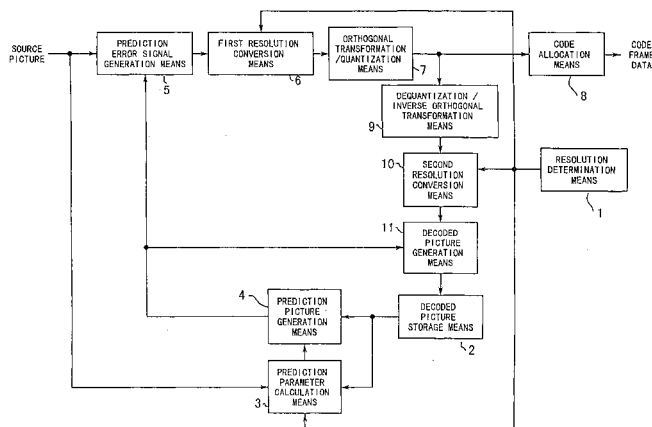 SOURCE
PICTURE
PREDICTION
ERROR SIGNAL
GENERATION MEANS
5
FIRST RESOLUTION
CONVERSION
MEANS
6
ORTHOGONAL
TRANSFORMATION
/QUANTIZATION
MEANS
7
CODE
ALLOCATION
MEANS
8
CODE
FRAME
DATA
DEQUANTIZATION /
INVERSE ORTHOGONAL
TRANSFORMATION
MEANS
9
10
SECOND
RESOLUTION
CONVERSION
MEANS
RESOLUTION
DETERMINATION
MEANS
1
11
DECODED
PICTURE
GENERATION
MEANS
4
PREDICTION
PICTURE
GENERATION
MEANS
DECODED
PICTURE
STORAGE MEANS
2
PREDICTION
PARAMETER
CALCULATION
MEANS
3